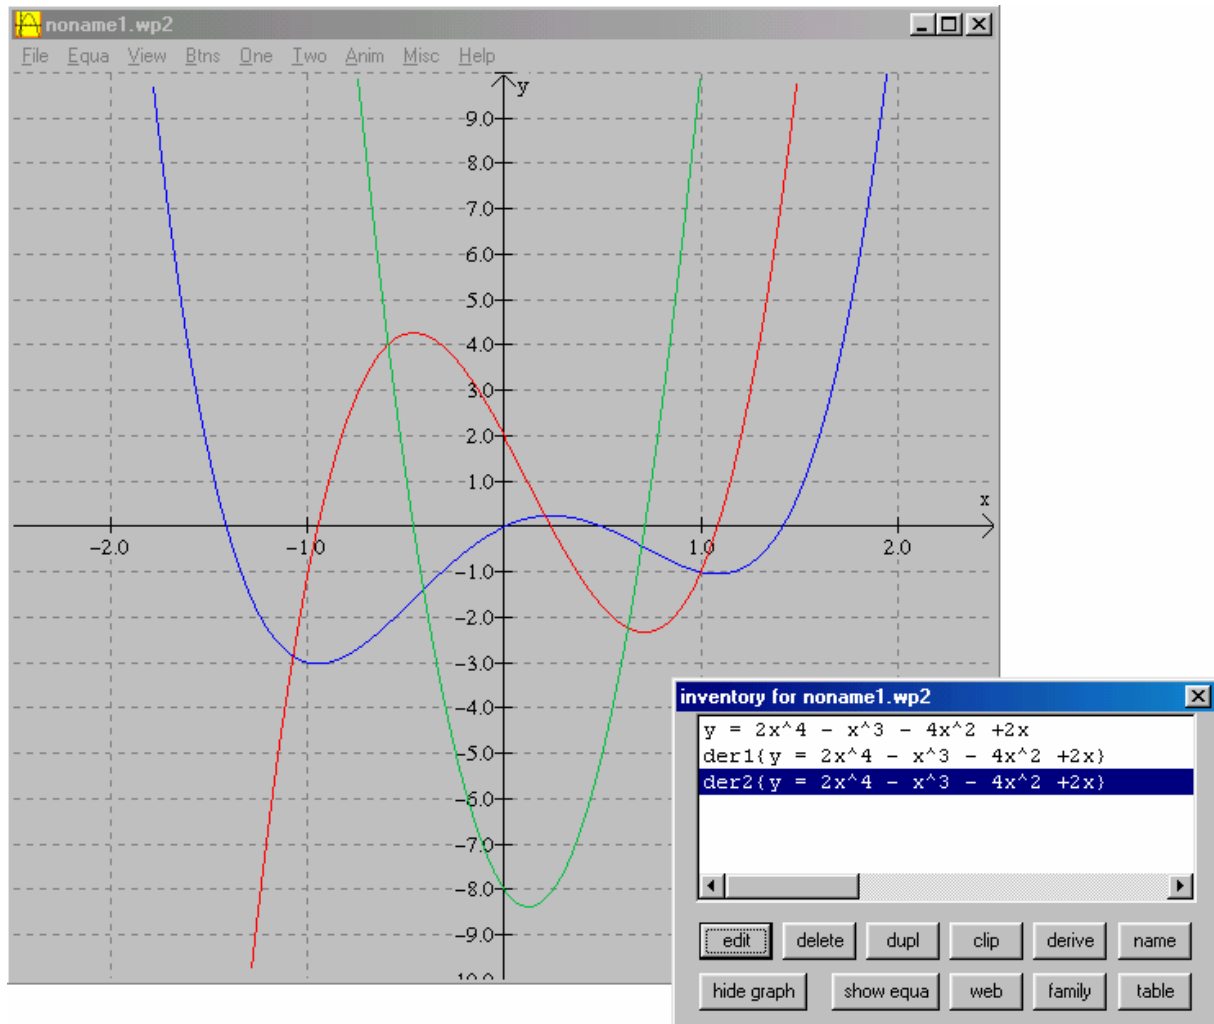 noname1.wp2
File Equa View Btns One Two Anim Misc Help
y
9.0
8.0
7.0
6.0
5.0
4.0
3.0
2.0
1.0
x
-2.0 -1.0 1.0 2.0
-1.0
-2.0
-3.0
-4.0
-5.0
-6.0
-7.0
-8.0
-9.0
inventory for noname1.wp2
y = 2x^4 - x^3 - 4x^2 +2x
der1{y = 2x^4 - x^3 - 4x^2 +2x}
der2{y = 2x^4 - x^3 - 4x^2 +2x}
edit delete dupl clip derive name
hide graph show equa web family table